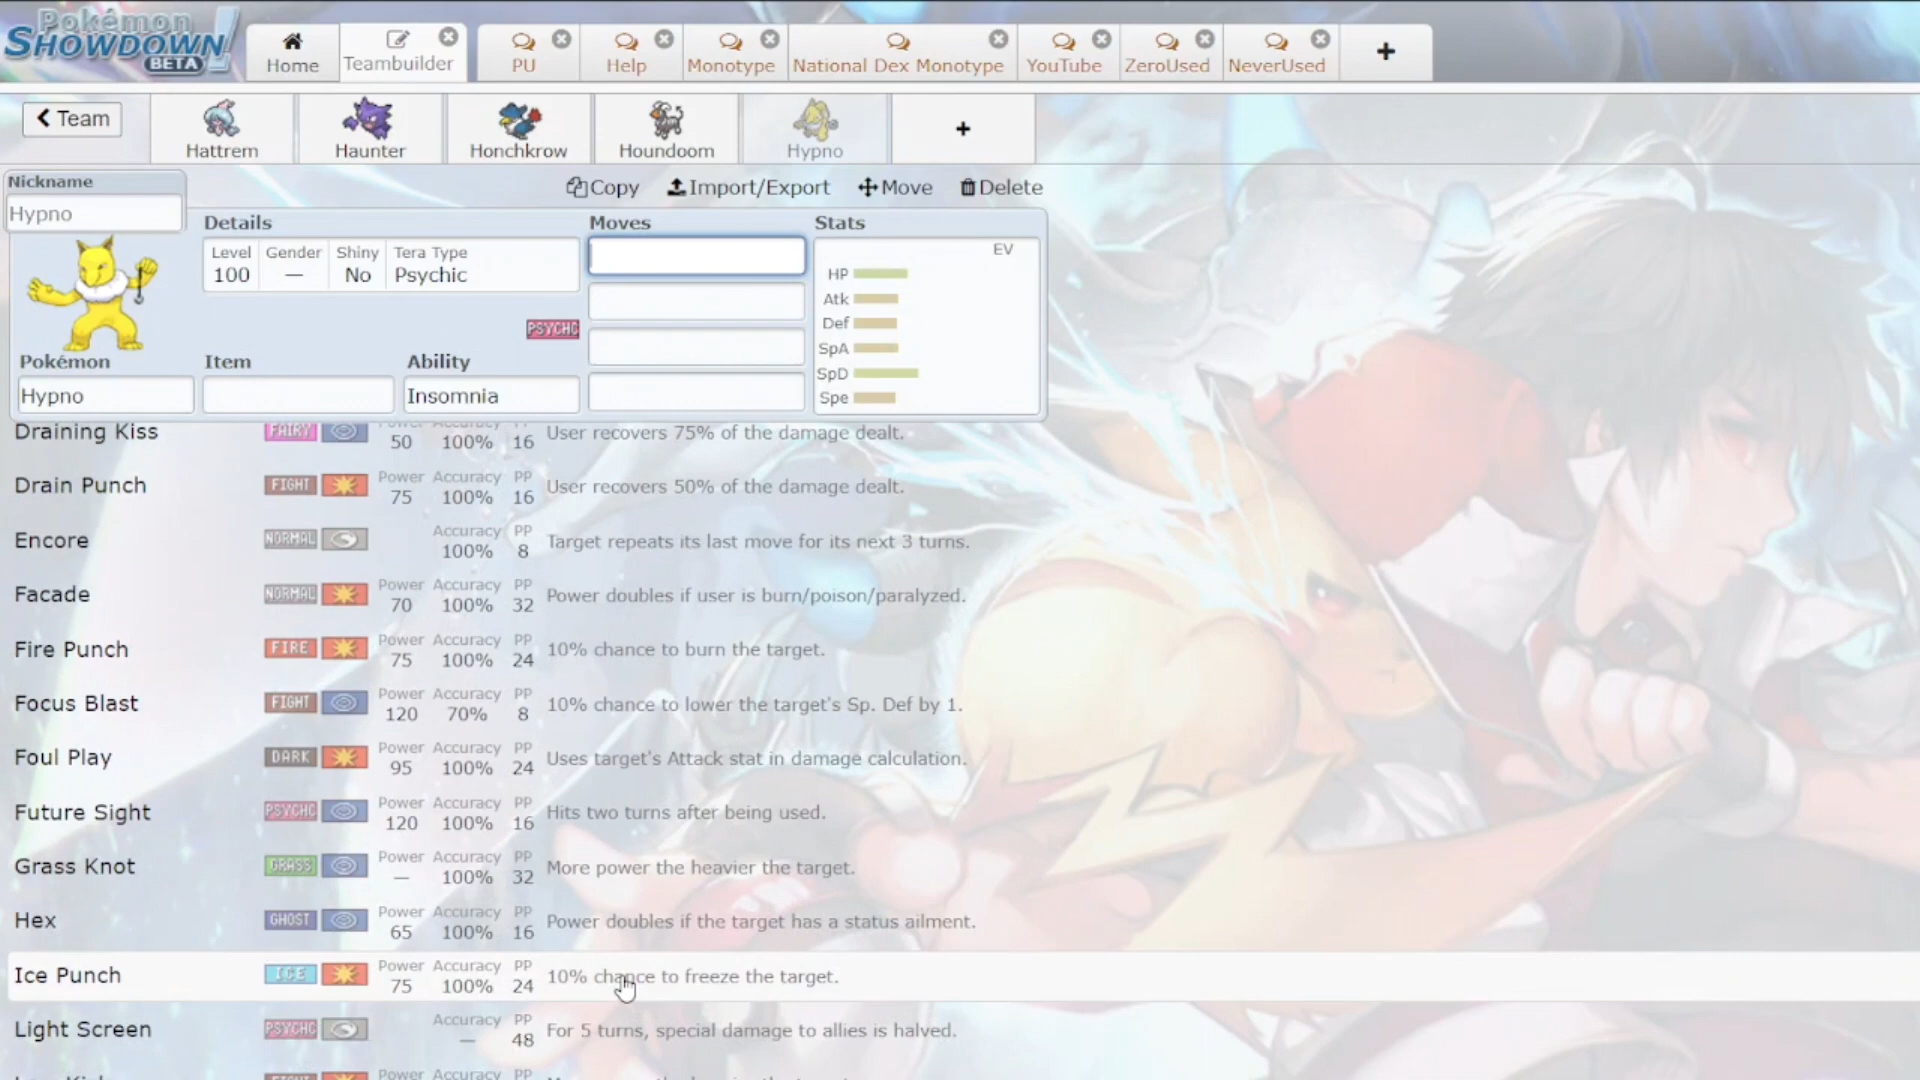 Pokémon
SHOWDOWN!
BETA
Home
Teambuilder
PU
Help
Monotype
National Dex Monotype
YouTube
ZeroUsed
NeverUsed
+
Team
Hattrem
Haunter
Honchkrow
Houndoom
Hypno
+
Nickname
Hypno
Copy
Import/Export
Move
Delete
Details
Level Gender Shiny Tera Type
100 — No Psychic
PSYCHC
Pokémon Item Ability
Hypno Insomnia
Moves
Stats
EV
HP
Atk
Def
SpA
SpD
Spe
Draining Kiss FAIRY Power 50 Accuracy 100% PP 16 User recovers 75% of the damage dealt.
Drain Punch FIGHT Power 75 Accuracy 100% PP 16 User recovers 50% of the damage dealt.
Encore NORMAL Accuracy 100% PP 8 Target repeats its last move for its next 3 turns.
Facade NORMAL Power 70 Accuracy 100% PP 32 Power doubles if user is burn/poison/paralyzed.
Fire Punch FIRE Power 75 Accuracy 100% PP 24 10% chance to burn the target.
Focus Blast FIGHT Power 120 Accuracy 70% PP 8 10% chance to lower the target's Sp. Def by 1.
Foul Play DARK Power 95 Accuracy 100% PP 24 Uses target's Attack stat in damage calculation.
Future Sight PSYCHC Power 120 Accuracy 100% PP 16 Hits two turns after being used.
Grass Knot GRASS Power — Accuracy 100% PP 32 More power the heavier the target.
Hex GHOST Power 65 Accuracy 100% PP 16 Power doubles if the target has a status ailment.
Ice Punch ICE Power 75 Accuracy 100% PP 24 10% chance to freeze the target.
Light Screen PSYCHC Accuracy — PP 48 For 5 turns, special damage to allies is halved.
FIGHT Power Accuracy PP